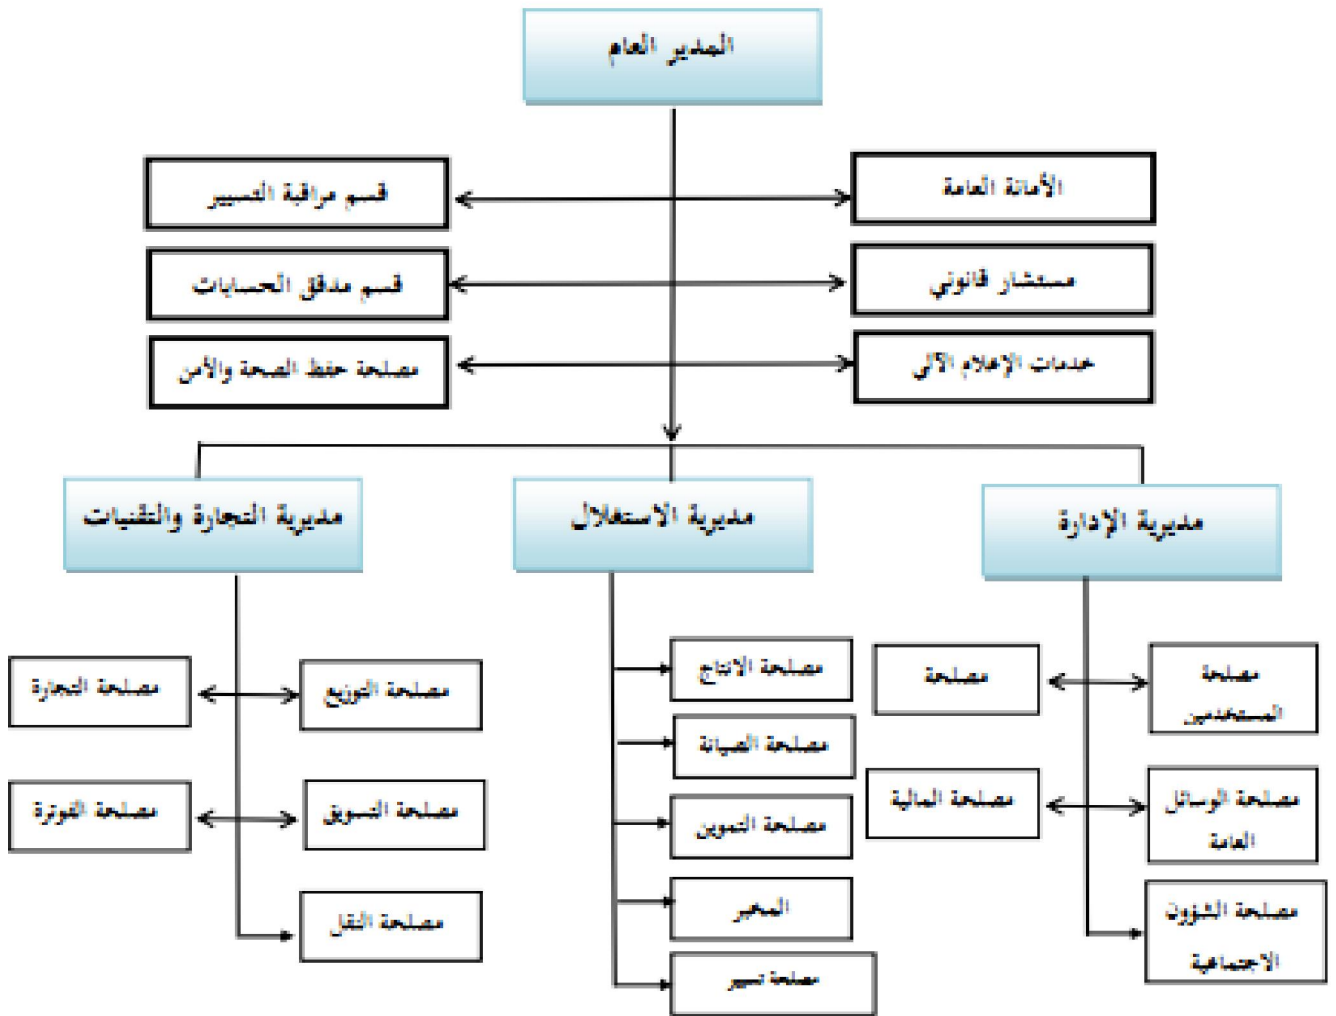 المدير العام
الأمانة العامة
قسم مراقبة التسيير
مستشار قانوني
قسم مدقق الحسابات
خدمات الإعلام الآلي
مصلحة حفظ الصحة والأمن
مديرية الإدارة
مديرية الاستغلال
مديرية التجارة والتقنيات
مصلحة
المستخدمين
مصلحة
مصلحة الوسائل
العامة
مصلحة المالية
مصلحة الشؤون
الاجتماعية
مصلحة الانتاج
مصلحة الصيانة
مصلحة التموين
المخبر
مصلحة تسيير
مصلحة التوزيع
مصلحة التجارة
مصلحة التسويق
مصلحة الفوترة
مصلحة النقل